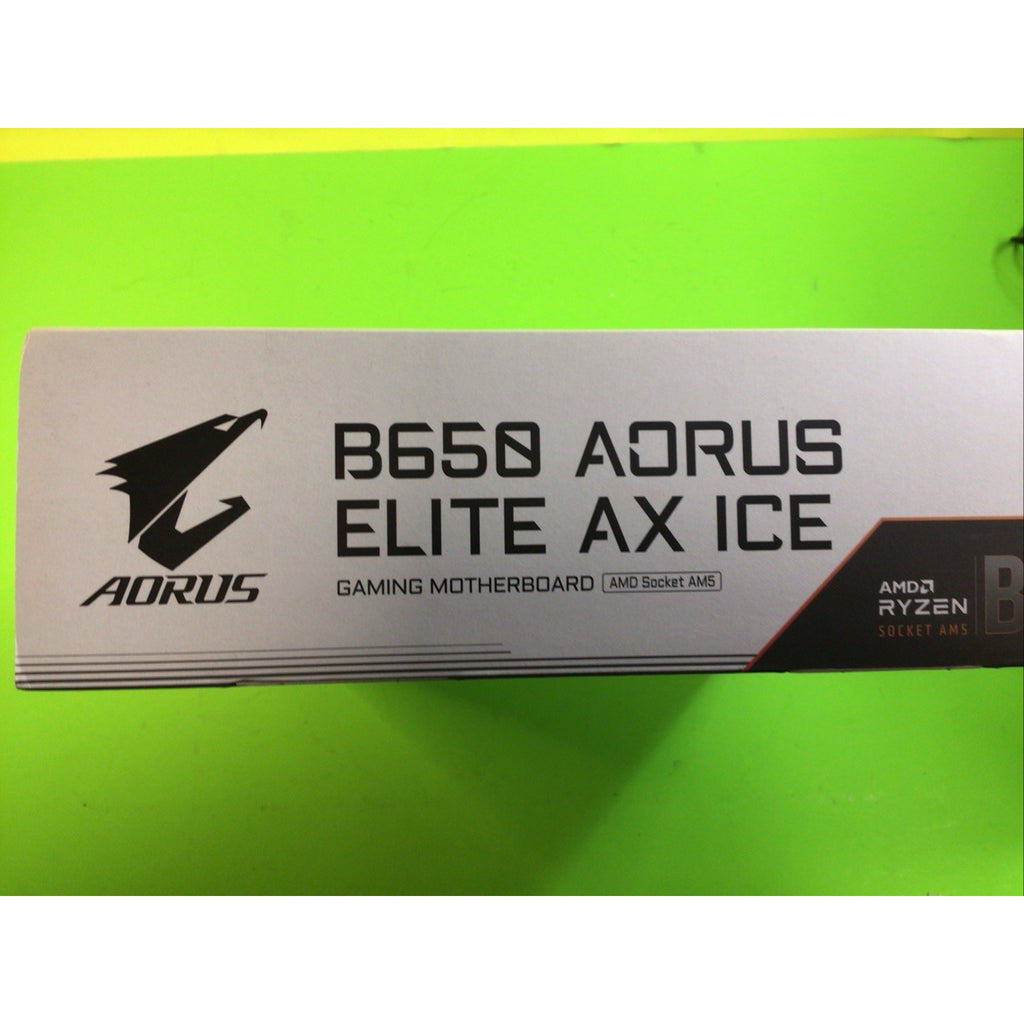 B650 AORUS
ELITE AX ICE
GAMING MOTHERBOARD AMD Socket AM5
AORUS
AMD
RYZEN
SOCKET AM5
B